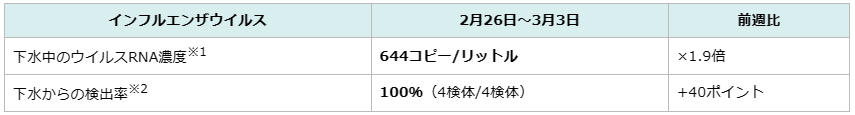 インフルエンザウイルス 2月26日～3月3日 前週比
下水中のウイルスRNA濃度※1 644コピー/リットル ×1.9倍
下水からの検出率※2 100%（4検体/4検体） +40ポイント